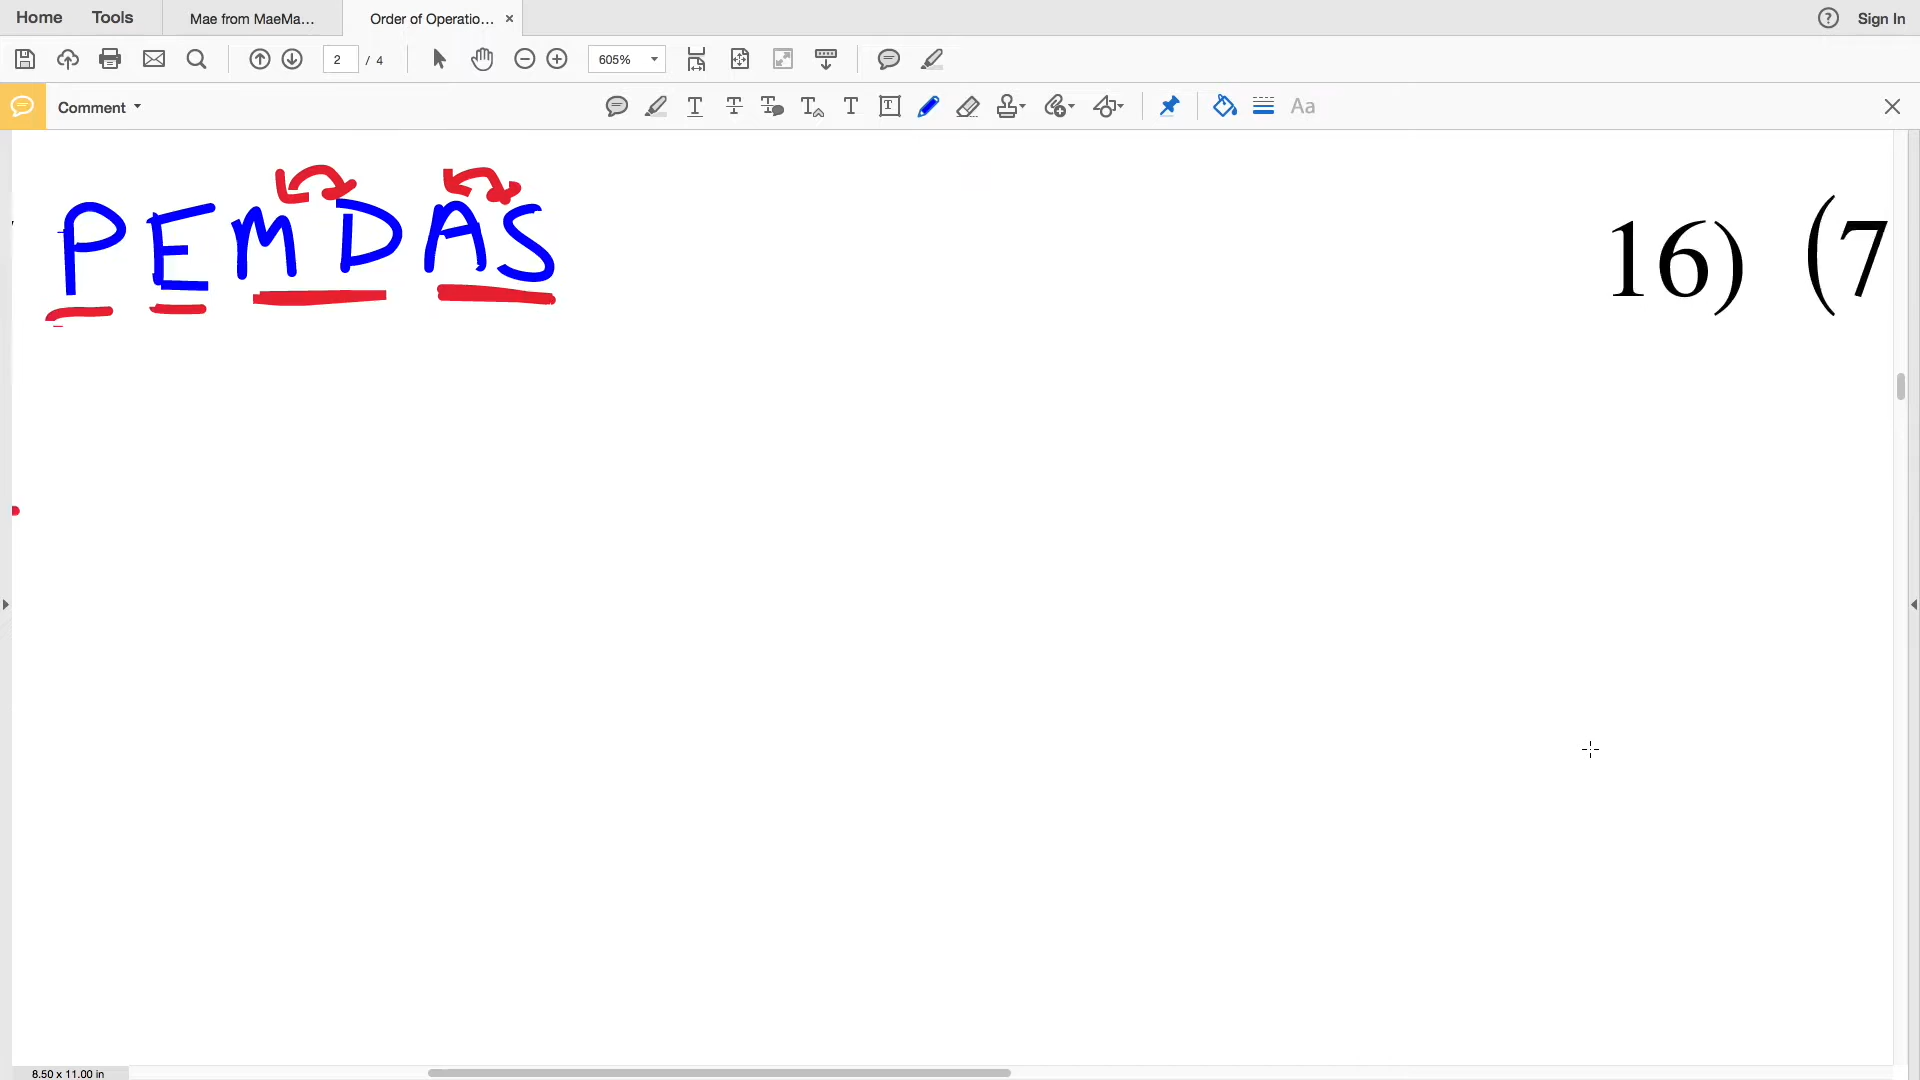 Home Tools Mae from MaeMa... Order of Operatio... × ? Sign In
2 / 4 605%
Comment Aa
PEMDAS
16) (7
8.50 x 11.00 in